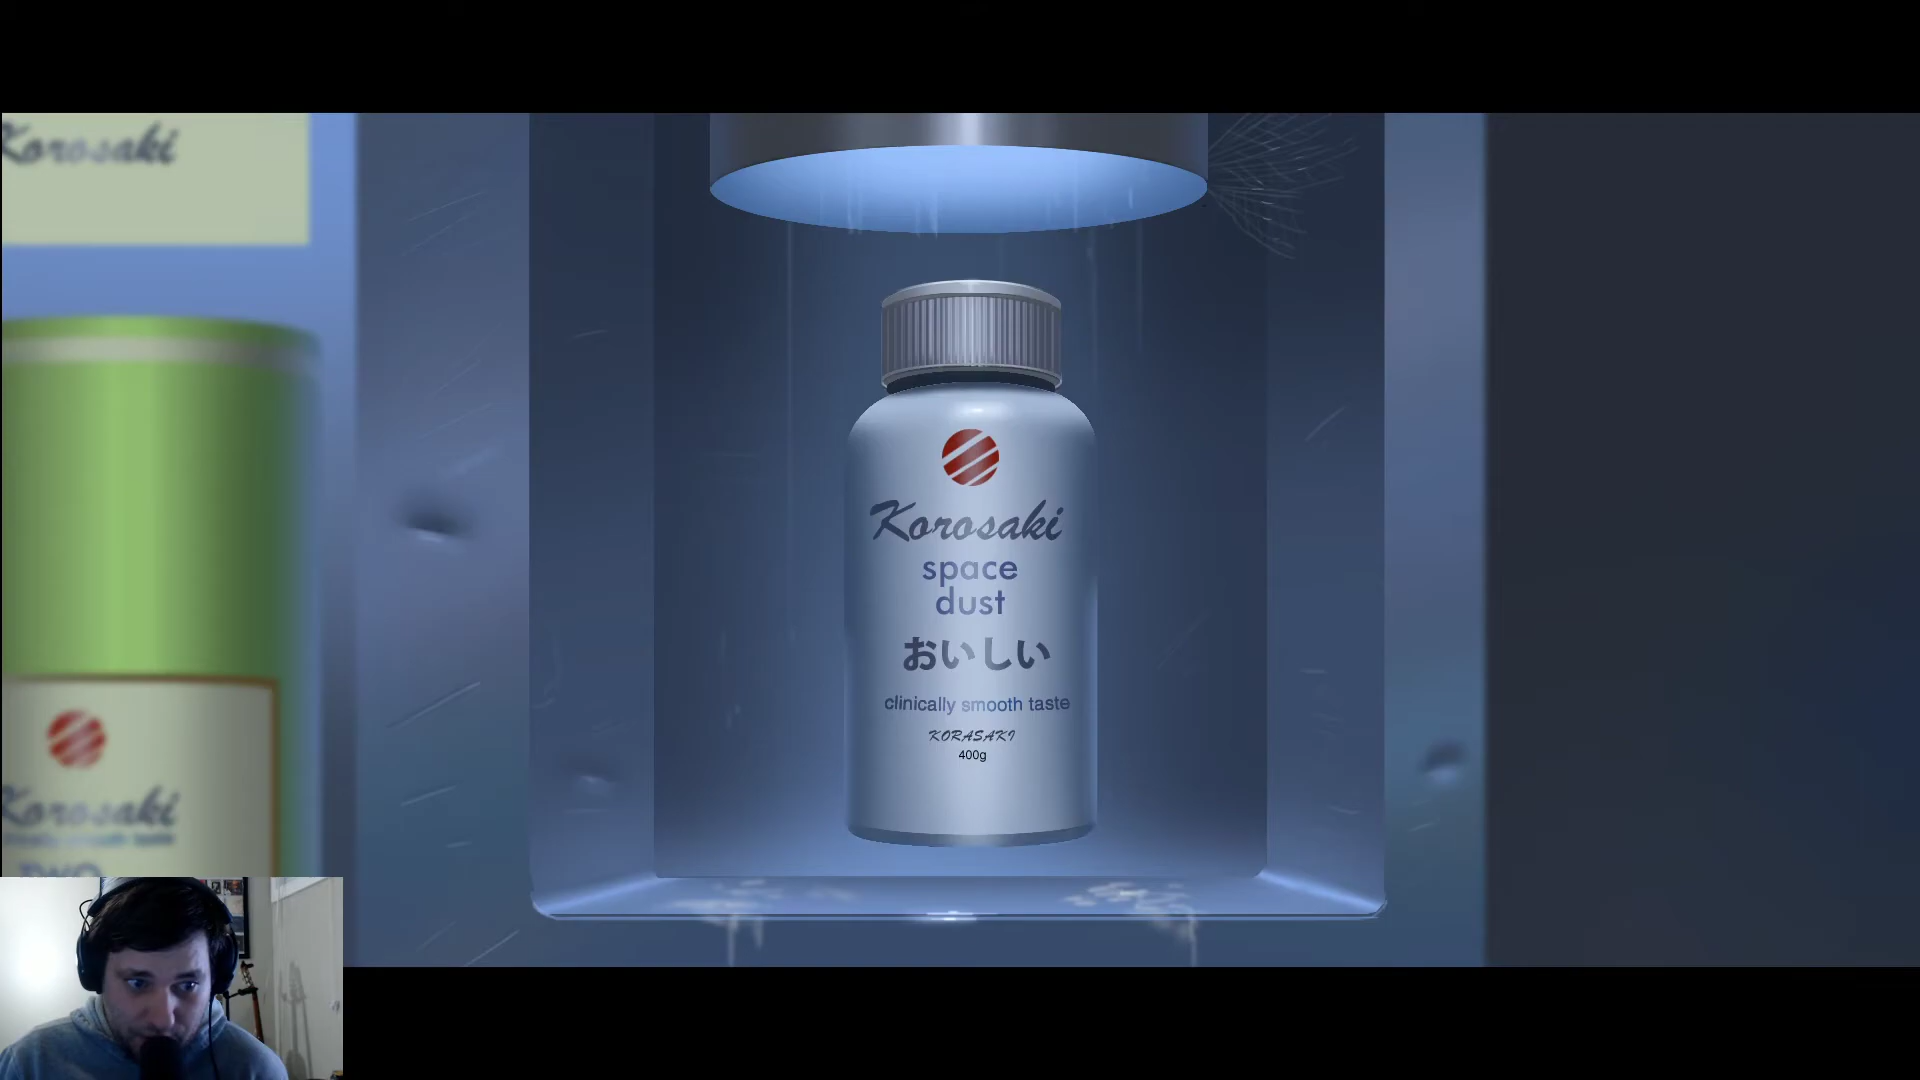 Korosaki
Korosaki
space
dust
おいしい
clinically smooth taste
KORASAKI
400g
Korosaki